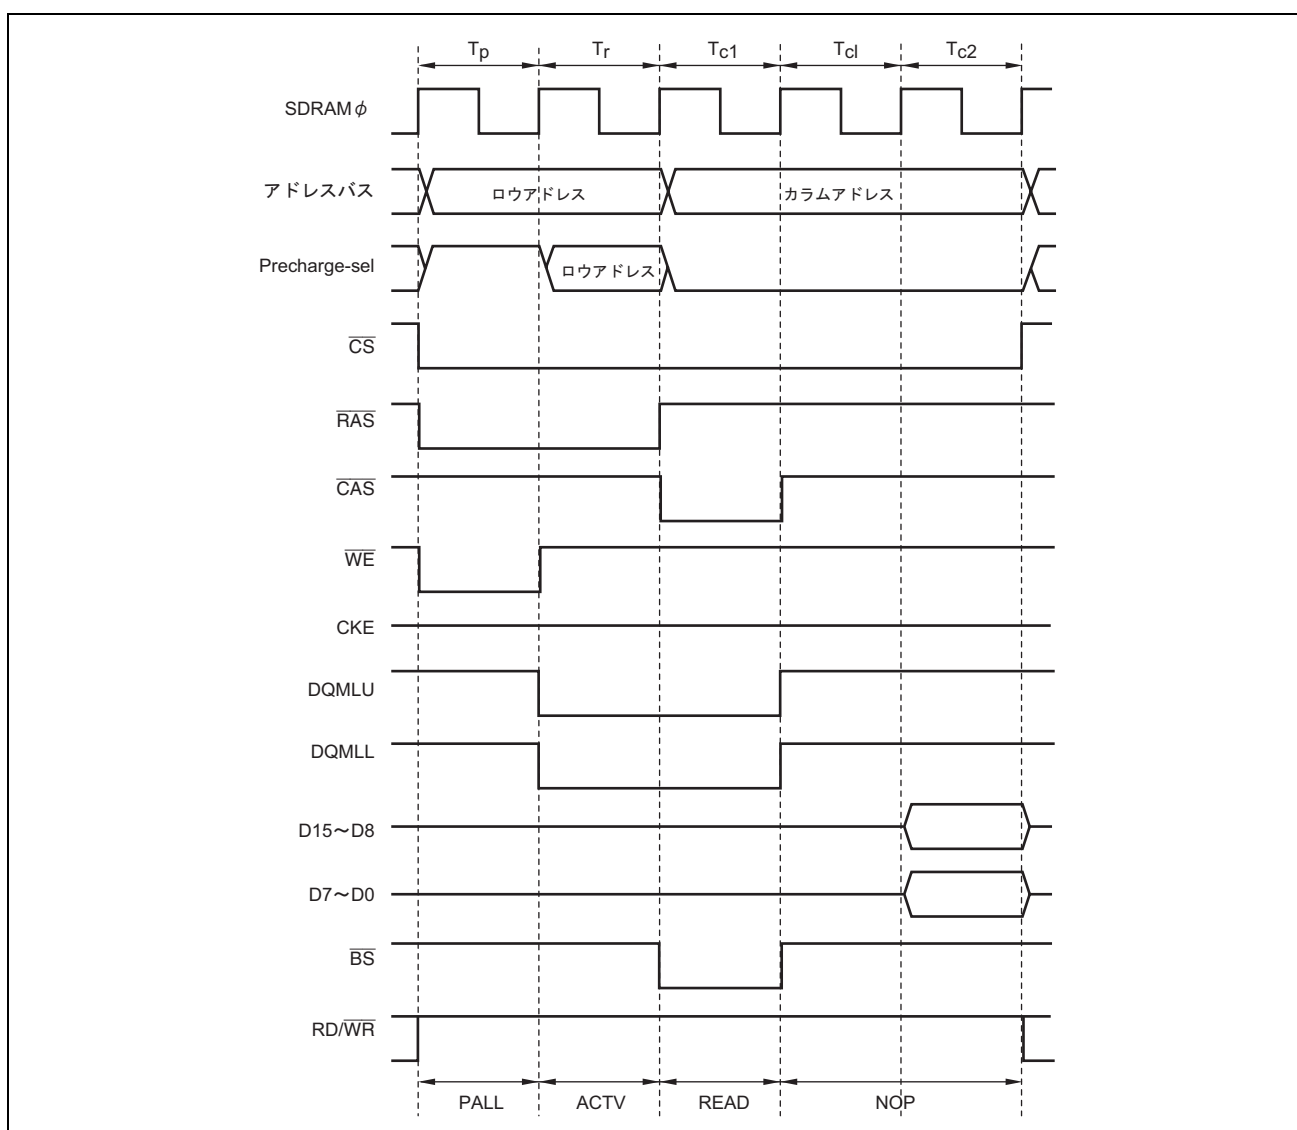 Tp Tr Tc1 Tcl Tc2
SDRAMφ
アドレスバス ロウアドレス カラムアドレス
Precharge-sel ロウアドレス
CS
RAS
CAS
WE
CKE
DQMLU
DQMLL
D15～D8
D7～D0
BS
RD/WR
PALL ACTV READ NOP